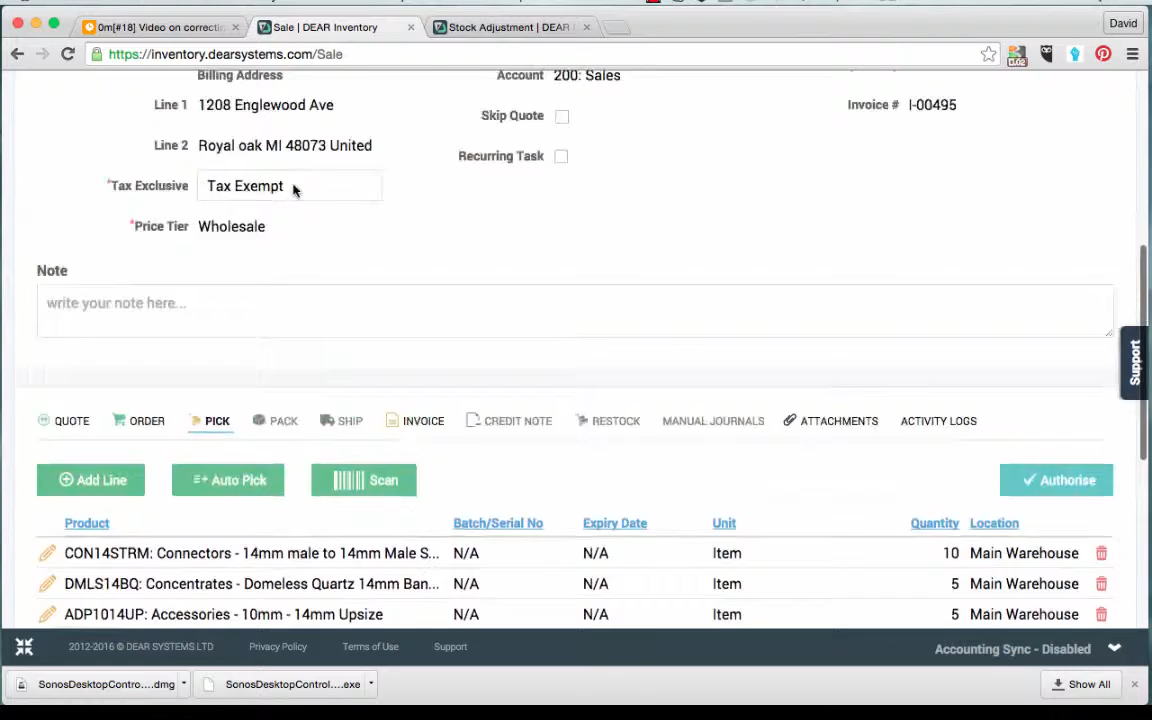 0m[#18] Video on correctin
Sale | DEAR Inventory
Stock Adjustment | DEAR
David
https://inventory.dearsystems.com/Sale
Billing Address
Account 200: Sales
Line 1 1208 Englewood Ave
Invoice # I-00495
Skip Quote
Line 2 Royal oak MI 48073 United
Recurring Task
*Tax Exclusive Tax Exempt
*Price Tier Wholesale
Note
write your note here...
Support
QUOTE ORDER PICK PACK SHIP INVOICE CREDIT NOTE RESTOCK MANUAL JOURNALS ATTACHMENTS ACTIVITY LOGS
Add Line Auto Pick Scan Authorise
Product Batch/Serial No Expiry Date Unit Quantity Location
CON14STRM: Connectors - 14mm male to 14mm Male S... N/A N/A Item 10 Main Warehouse
DMLS14BQ: Concentrates - Domeless Quartz 14mm Ban... N/A N/A Item 5 Main Warehouse
ADP1014UP: Accessories - 10mm - 14mm Upsize N/A N/A Item 5 Main Warehouse
2012-2016 © DEAR SYSTEMS LTD Privacy Policy Terms of Use Support Accounting Sync - Disabled
SonosDesktopContro....dmg SonosDesktopControl....exe Show All